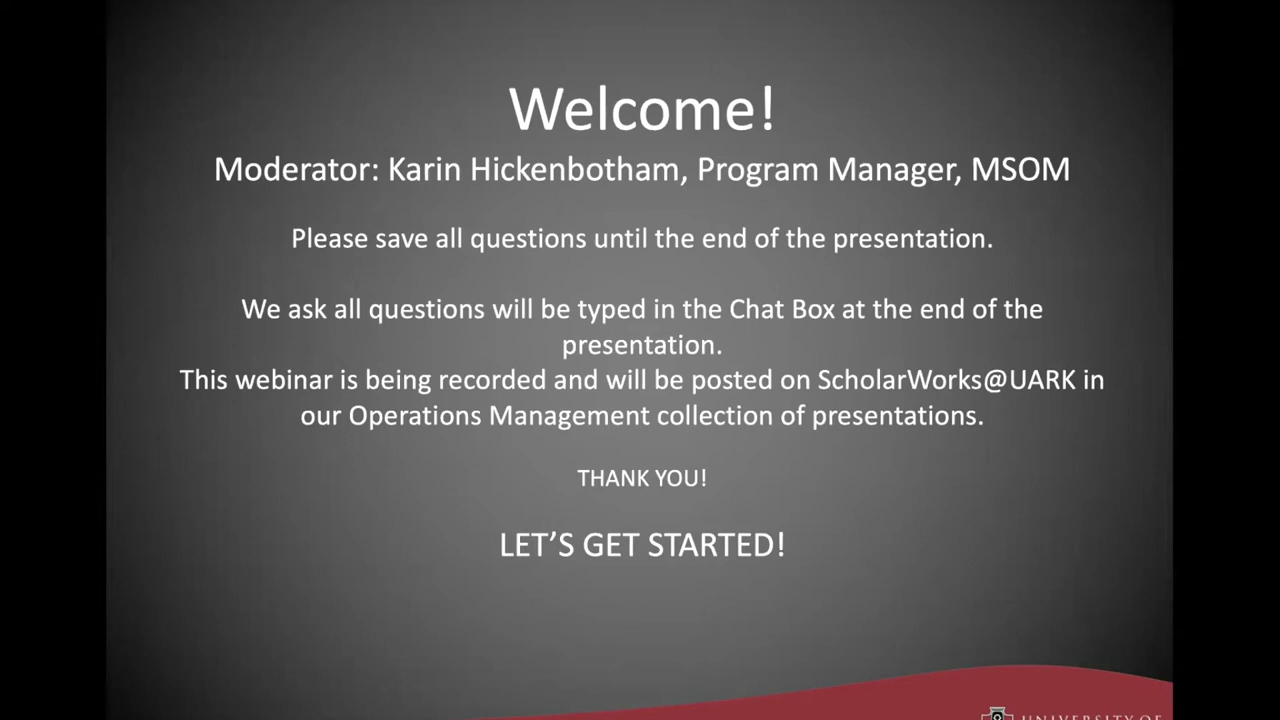 Welcome!
Moderator: Karin Hickenbotham, Program Manager, MSOM
Please save all questions until the end of the presentation.
We ask all questions will be typed in the Chat Box at the end of the
presentation.
This webinar is being recorded and will be posted on ScholarWorks@UARK in
our Operations Management collection of presentations.
THANK YOU!
LET’S GET STARTED!
UNIVERSITY OF